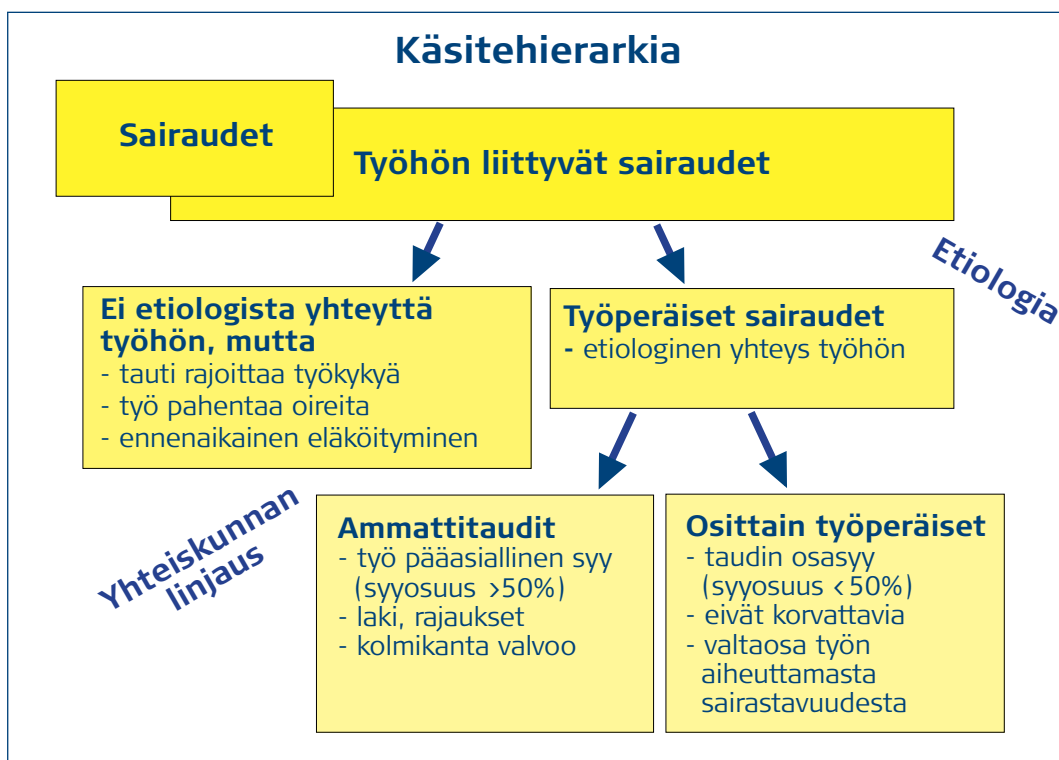 Käsitehierarkia
Sairaudet
Työhön liittyvät sairaudet
Etiologia
Ei etiologista yhteyttä
työhön, mutta
- tauti rajoittaa työkykyä
- työ pahentaa oireita
- ennenaikainen eläköityminen
Työperäiset sairaudet
- etiologinen yhteys työhön
Yhteiskunnan
linjaus
Ammattitaudit
- työ pääasiallinen syy
(syyosuus >50%)
- laki, rajaukset
- kolmikanta valvoo
Osittain työperäiset
- taudin osasyy
(syyosuus <50%)
- eivät korvattavia
- valtaosa työn
aiheuttamasta
sairastavuudesta